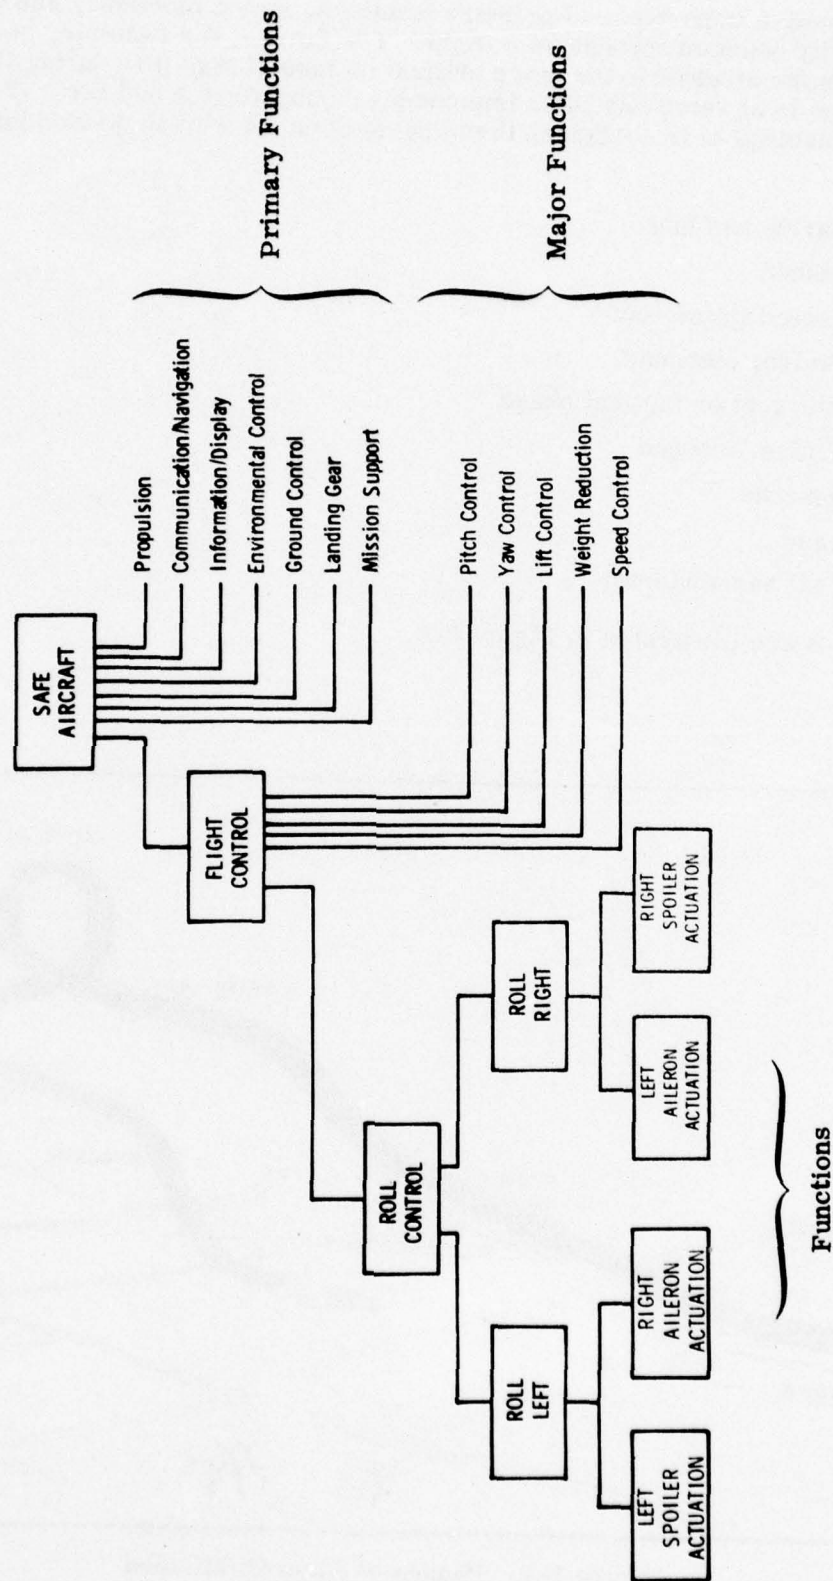 SAFE
AIRCRAFT
Propulsion
Communication/Navigation
Information/Display
Environmental Control
Ground Control
Landing Gear
Mission Support
Primary Functions
FLIGHT
CONTROL
Pitch Control
Yaw Control
Lift Control
Weight Reduction
Speed Control
Major Functions
ROLL
CONTROL
ROLL
LEFT
ROLL
RIGHT
LEFT
SPOILER
ACTUATION
RIGHT
AILERON
ACTUATION
LEFT
AILERON
ACTUATION
RIGHT
SPOILER
ACTUATION
Functions